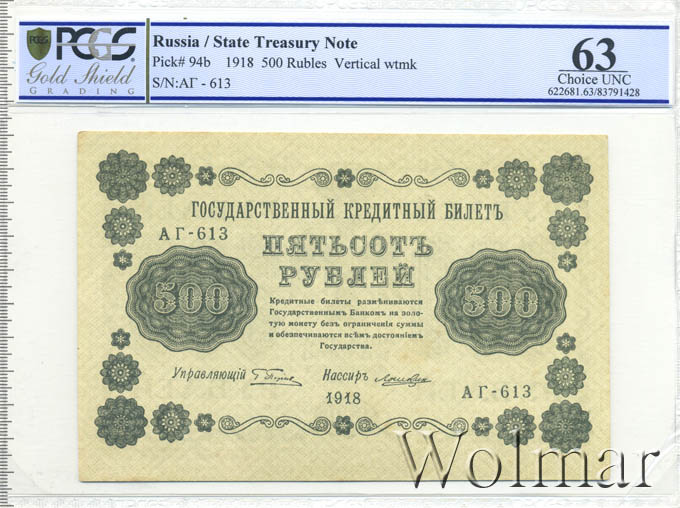 PCGS
Gold Shield
GRADING
Russia / State Treasury Note
Pick# 94b 1918 500 Rubles Vertical wtmk
S/N:АГ - 613
63
Choice UNC
622681.63/83791428
ГОСУДАРСТВЕННЫЙ КРЕДИТНЫЙ БИЛЕТЪ
АГ-613
ПЯТЬСОТЪ
РУБЛЕЙ
500
500
Кредитные билеты размѣниваются
Государственнымъ Банкомъ на золо-
тую монету безъ ограниченія суммы
и обезпечиваются всѣмъ достояніемъ
Государства.
Управляющій
Кассиръ
1918
АГ-613
Wolmar